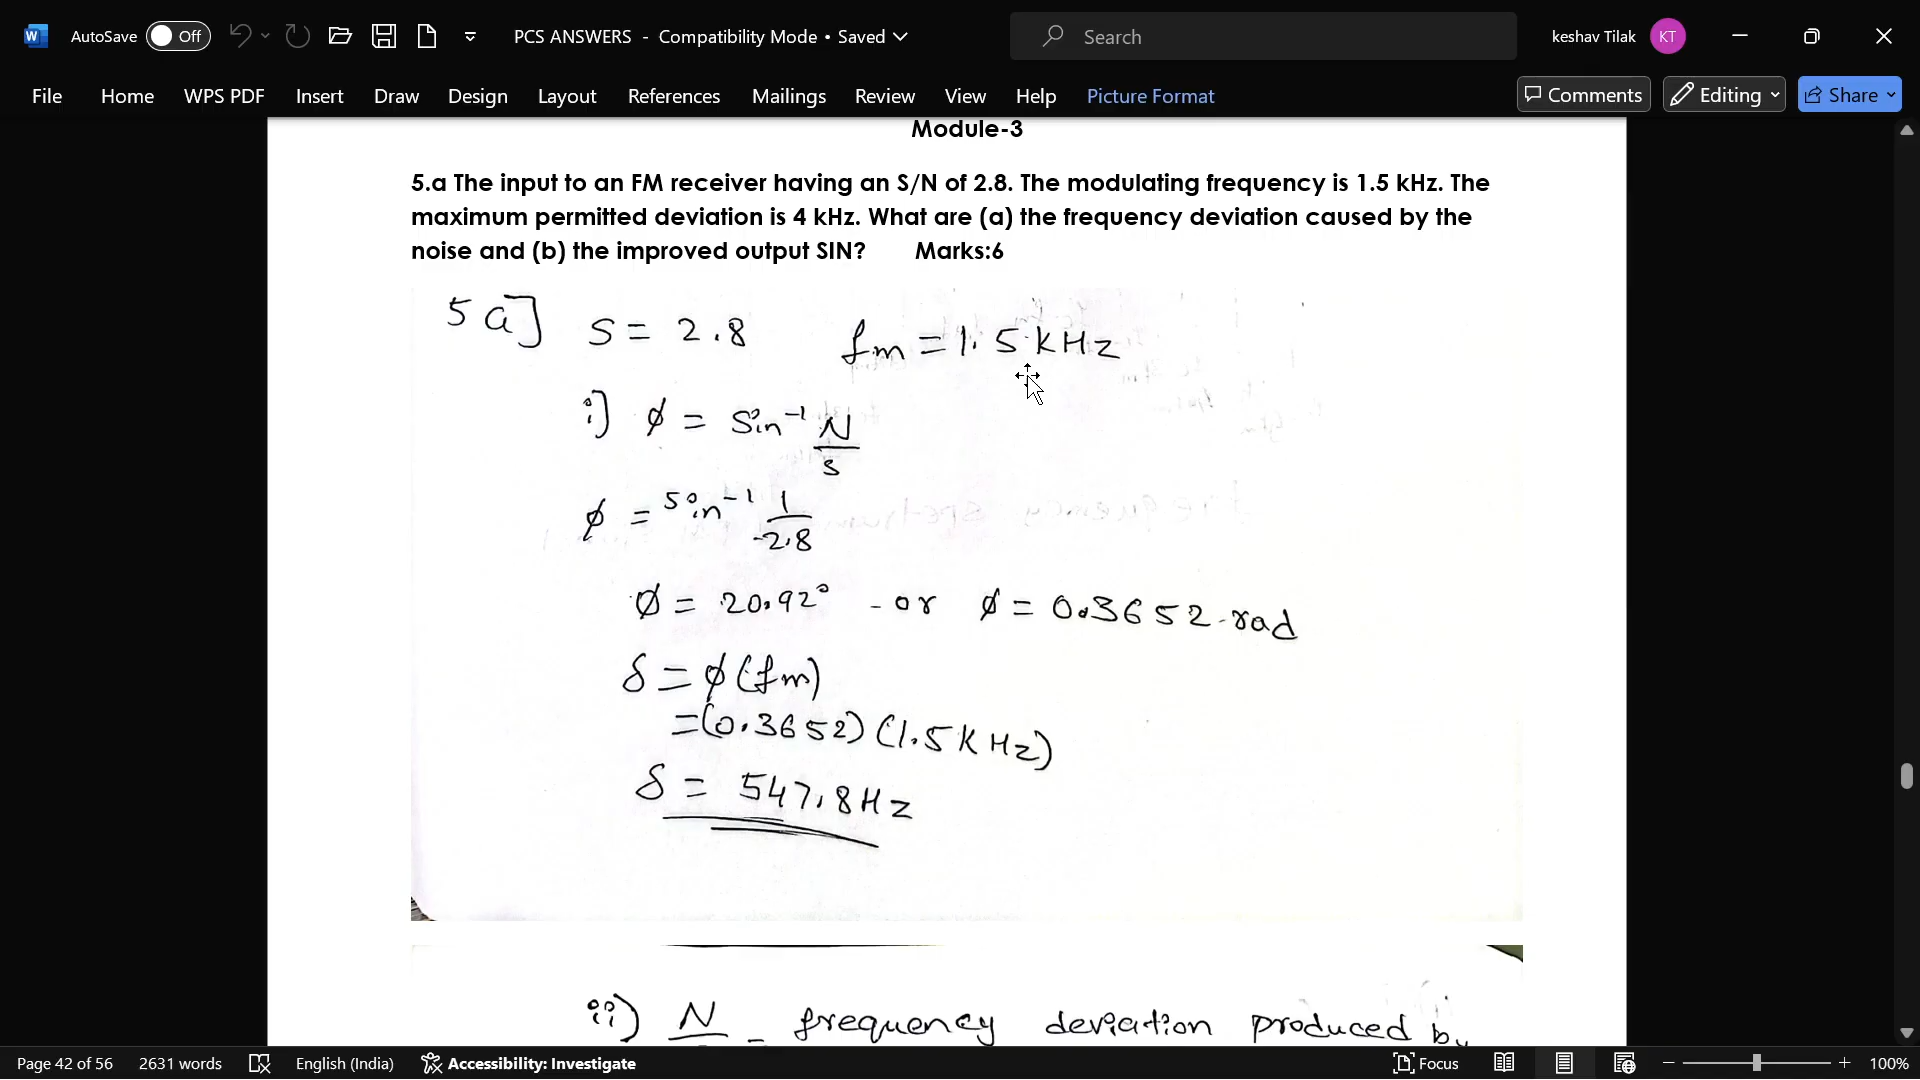 AutoSave Off PCS ANSWERS - Compatibility Mode • Saved Search keshav Tilak KT
File Home WPS PDF Insert Draw Design Layout References Mailings Review View Help Picture Format Comments Editing Share
Module-3
5.a The input to an FM receiver having an S/N of 2.8. The modulating frequency is 1.5 kHz. The
maximum permitted deviation is 4 kHz. What are (a) the frequency deviation caused by the
noise and (b) the improved output SIN? Marks:6
5 a] S = 2.8 fm = 1.5 kHz
i) ϕ = Sin⁻¹ N/S
ϕ = sin⁻¹ 1/2.8
ϕ = 20.92° or ϕ = 0.3652 rad
δ = ϕ (fm)
= (0.3652) (1.5 KHz)
δ = 547.8Hz
ii) N = frequency deviation produced by
Page 42 of 56 2631 words English (India) Accessibility: Investigate Focus 100%